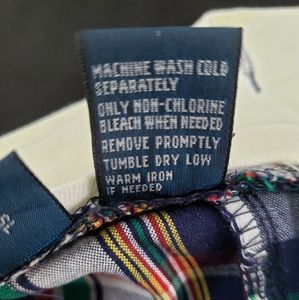 MACHINE WASH COLD
SEPARATELY
ONLY NON-CHLORINE
BLEACH WHEN NEEDED
REMOVE PROMPTLY
TUMBLE DRY LOW
WARM IRON
IF NEEDED